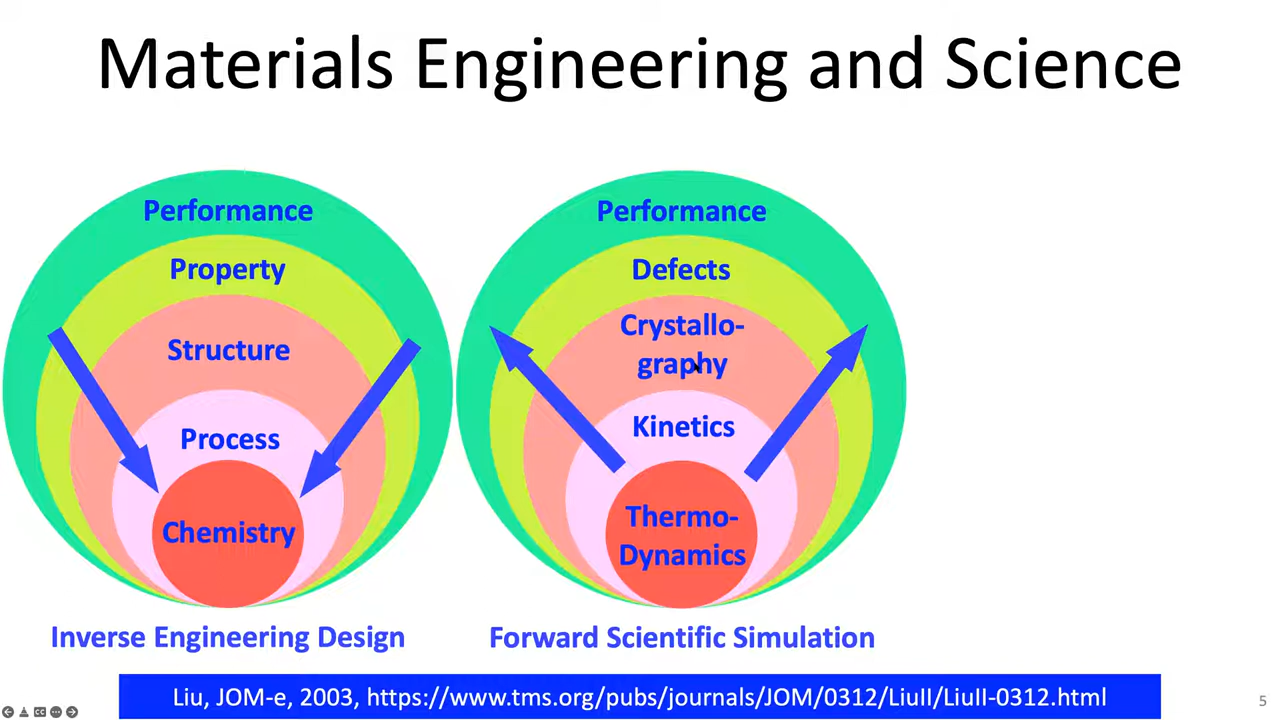 Materials Engineering and Science
Performance
Property
Structure
Process
Chemistry
Inverse Engineering Design
Performance
Defects
Crystallo-
graphy
Kinetics
Thermo-
Dynamics
Forward Scientific Simulation
Liu, JOM-e, 2003, https://www.tms.org/pubs/journals/JOM/0312/LiuII/LiuII-0312.html
5